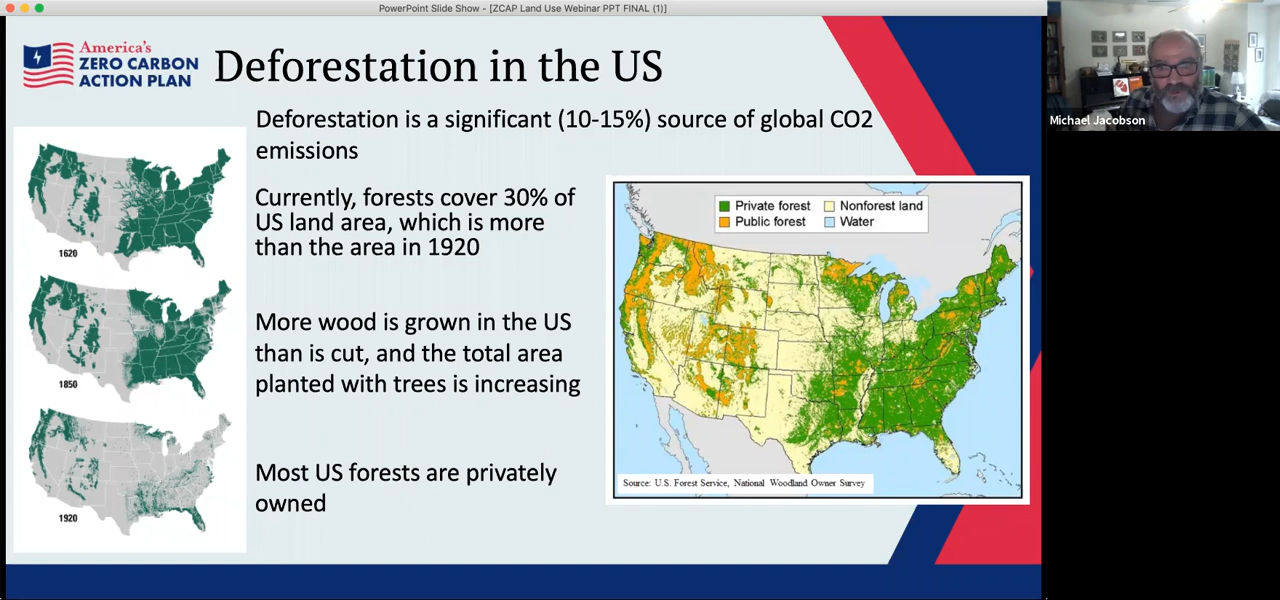 PowerPoint Slide Show - [ZCAP Land Use Webinar PPT FINAL (1)]
America's
ZERO CARBON
ACTION PLAN
Deforestation in the US
Deforestation is a significant (10-15%) source of global CO2
emissions
Currently, forests cover 30% of
US land area, which is more
than the area in 1920
More wood is grown in the US
than is cut, and the total area
planted with trees is increasing
Most US forests are privately
owned
1620
1850
1920
Private forest
Nonforest land
Public forest
Water
Source: U.S. Forest Service, National Woodland Owner Survey
Michael Jacobson